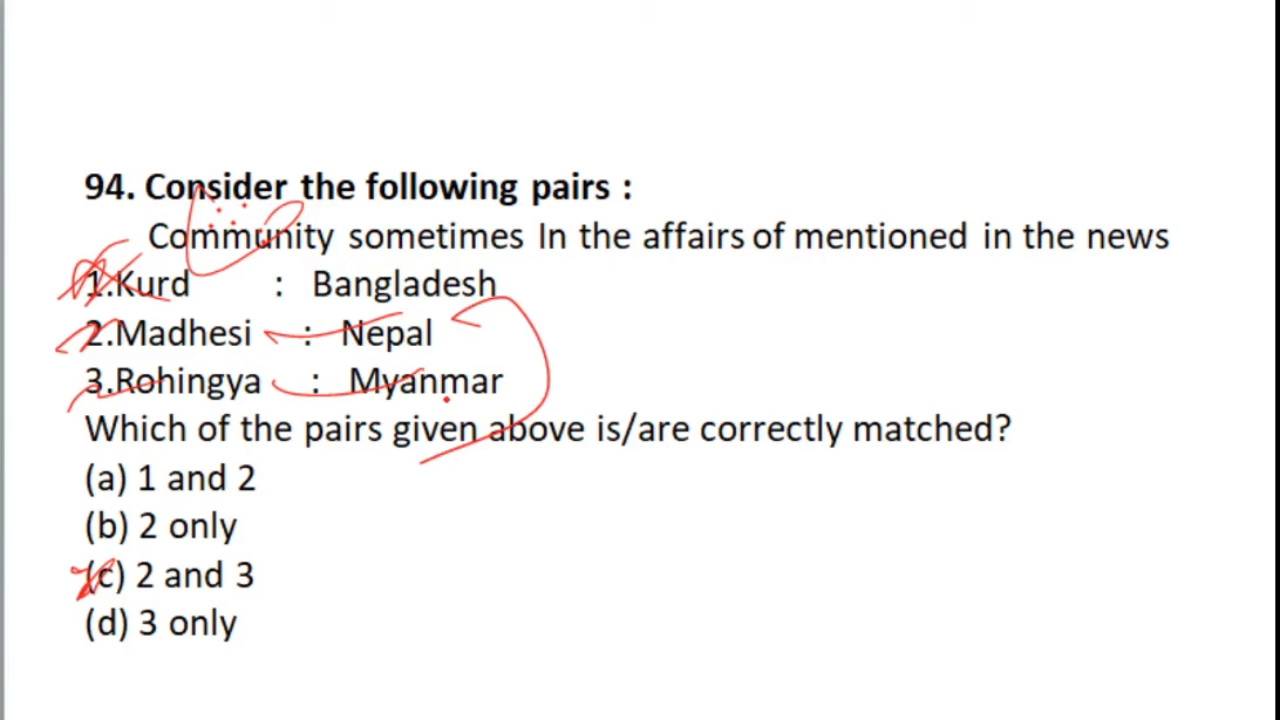 94. Consider the following pairs :
Community sometimes In the affairs of mentioned in the news
1.Kurd : Bangladesh
2.Madhesi : Nepal
3.Rohingya : Myanmar
Which of the pairs given above is/are correctly matched?
(a) 1 and 2
(b) 2 only
(c) 2 and 3
(d) 3 only